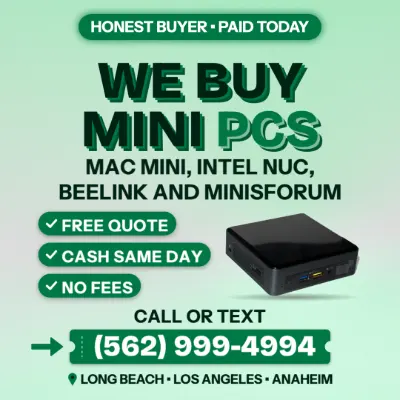 HONEST BUYER • PAID TODAY
WE BUY
MINI PCS
MAC MINI, INTEL NUC,
BEELINK AND MINISFORUM
FREE QUOTE
CASH SAME DAY
NO FEES
CALL OR TEXT
(562) 999-4994
LONG BEACH • LOS ANGELES • ANAHEIM